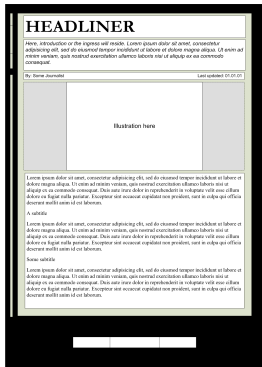 HEADLINER
Here, introduction or the ingress will reside. Lorem ipsum dolor sit amet, consectetur
adipisicing elit, sed do eiusmod tempor incididunt ut labore et dolore magna aliqua. Ut enim ad
minim veniam, quis nostrud exercitation ullamco laboris nisi ut aliquip ex ea commodo
consequat.
By: Some Journalist Last updated: 01.01.01
Illustration here
Lorem ipsum dolor sit amet, consectetur adipisicing elit, sed do eiusmod tempor incididunt ut labore et
dolore magna aliqua. Ut enim ad minim veniam, quis nostrud exercitation ullamco laboris nisi ut
aliquip ex ea commodo consequat. Duis aute irure dolor in reprehenderit in voluptate velit esse cillum
dolore eu fugiat nulla pariatur. Excepteur sint occaecat cupidatat non proident, sunt in culpa qui officia
deserunt mollit anim id est laborum.
A subtitle
Lorem ipsum dolor sit amet, consectetur adipisicing elit, sed do eiusmod tempor incididunt ut labore et
dolore magna aliqua. Ut enim ad minim veniam, quis nostrud exercitation ullamco laboris nisi ut
aliquip ex ea commodo consequat. Duis aute irure dolor in reprehenderit in voluptate velit esse cillum
dolore eu fugiat nulla pariatur. Excepteur sint occaecat cupidatat non proident, sunt in culpa qui officia
deserunt mollit anim id est laborum.
Some subtitle
Lorem ipsum dolor sit amet, consectetur adipisicing elit, sed do eiusmod tempor incididunt ut labore et
dolore magna aliqua. Ut enim ad minim veniam, quis nostrud exercitation ullamco laboris nisi ut
aliquip ex ea commodo consequat. Duis aute irure dolor in reprehenderit in voluptate velit esse cillum
dolore eu fugiat nulla pariatur. Excepteur sint occaecat cupidatat non proident, sunt in culpa qui officia
deserunt mollit anim id est laborum.